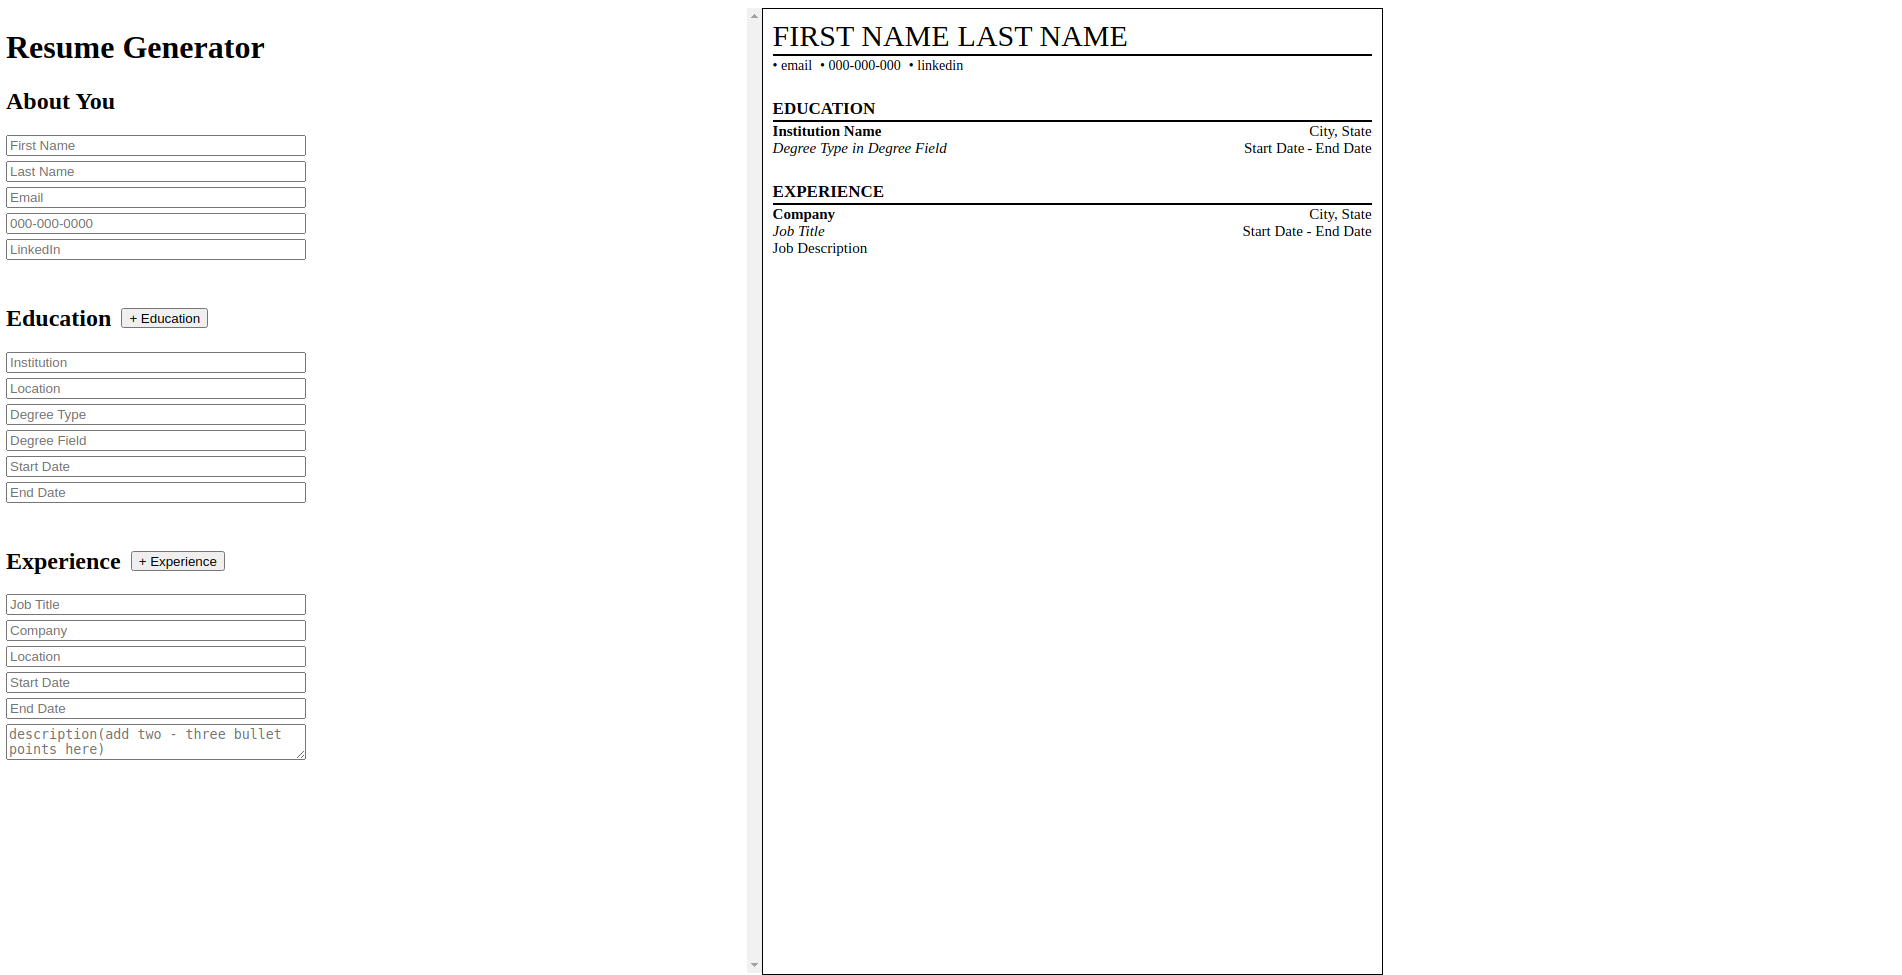 Resume Generator
About You
First Name
Last Name
Email
000-000-0000
LinkedIn
Education + Education
Institution
Location
Degree Type
Degree Field
Start Date
End Date
Experience + Experience
Job Title
Company
Location
Start Date
End Date
description(add two - three bullet
points here)
FIRST NAME LAST NAME
• email • 000-000-000 • linkedin
EDUCATION
Institution Name City, State
Degree Type in Degree Field Start Date - End Date
EXPERIENCE
Company City, State
Job Title Start Date - End Date
Job Description